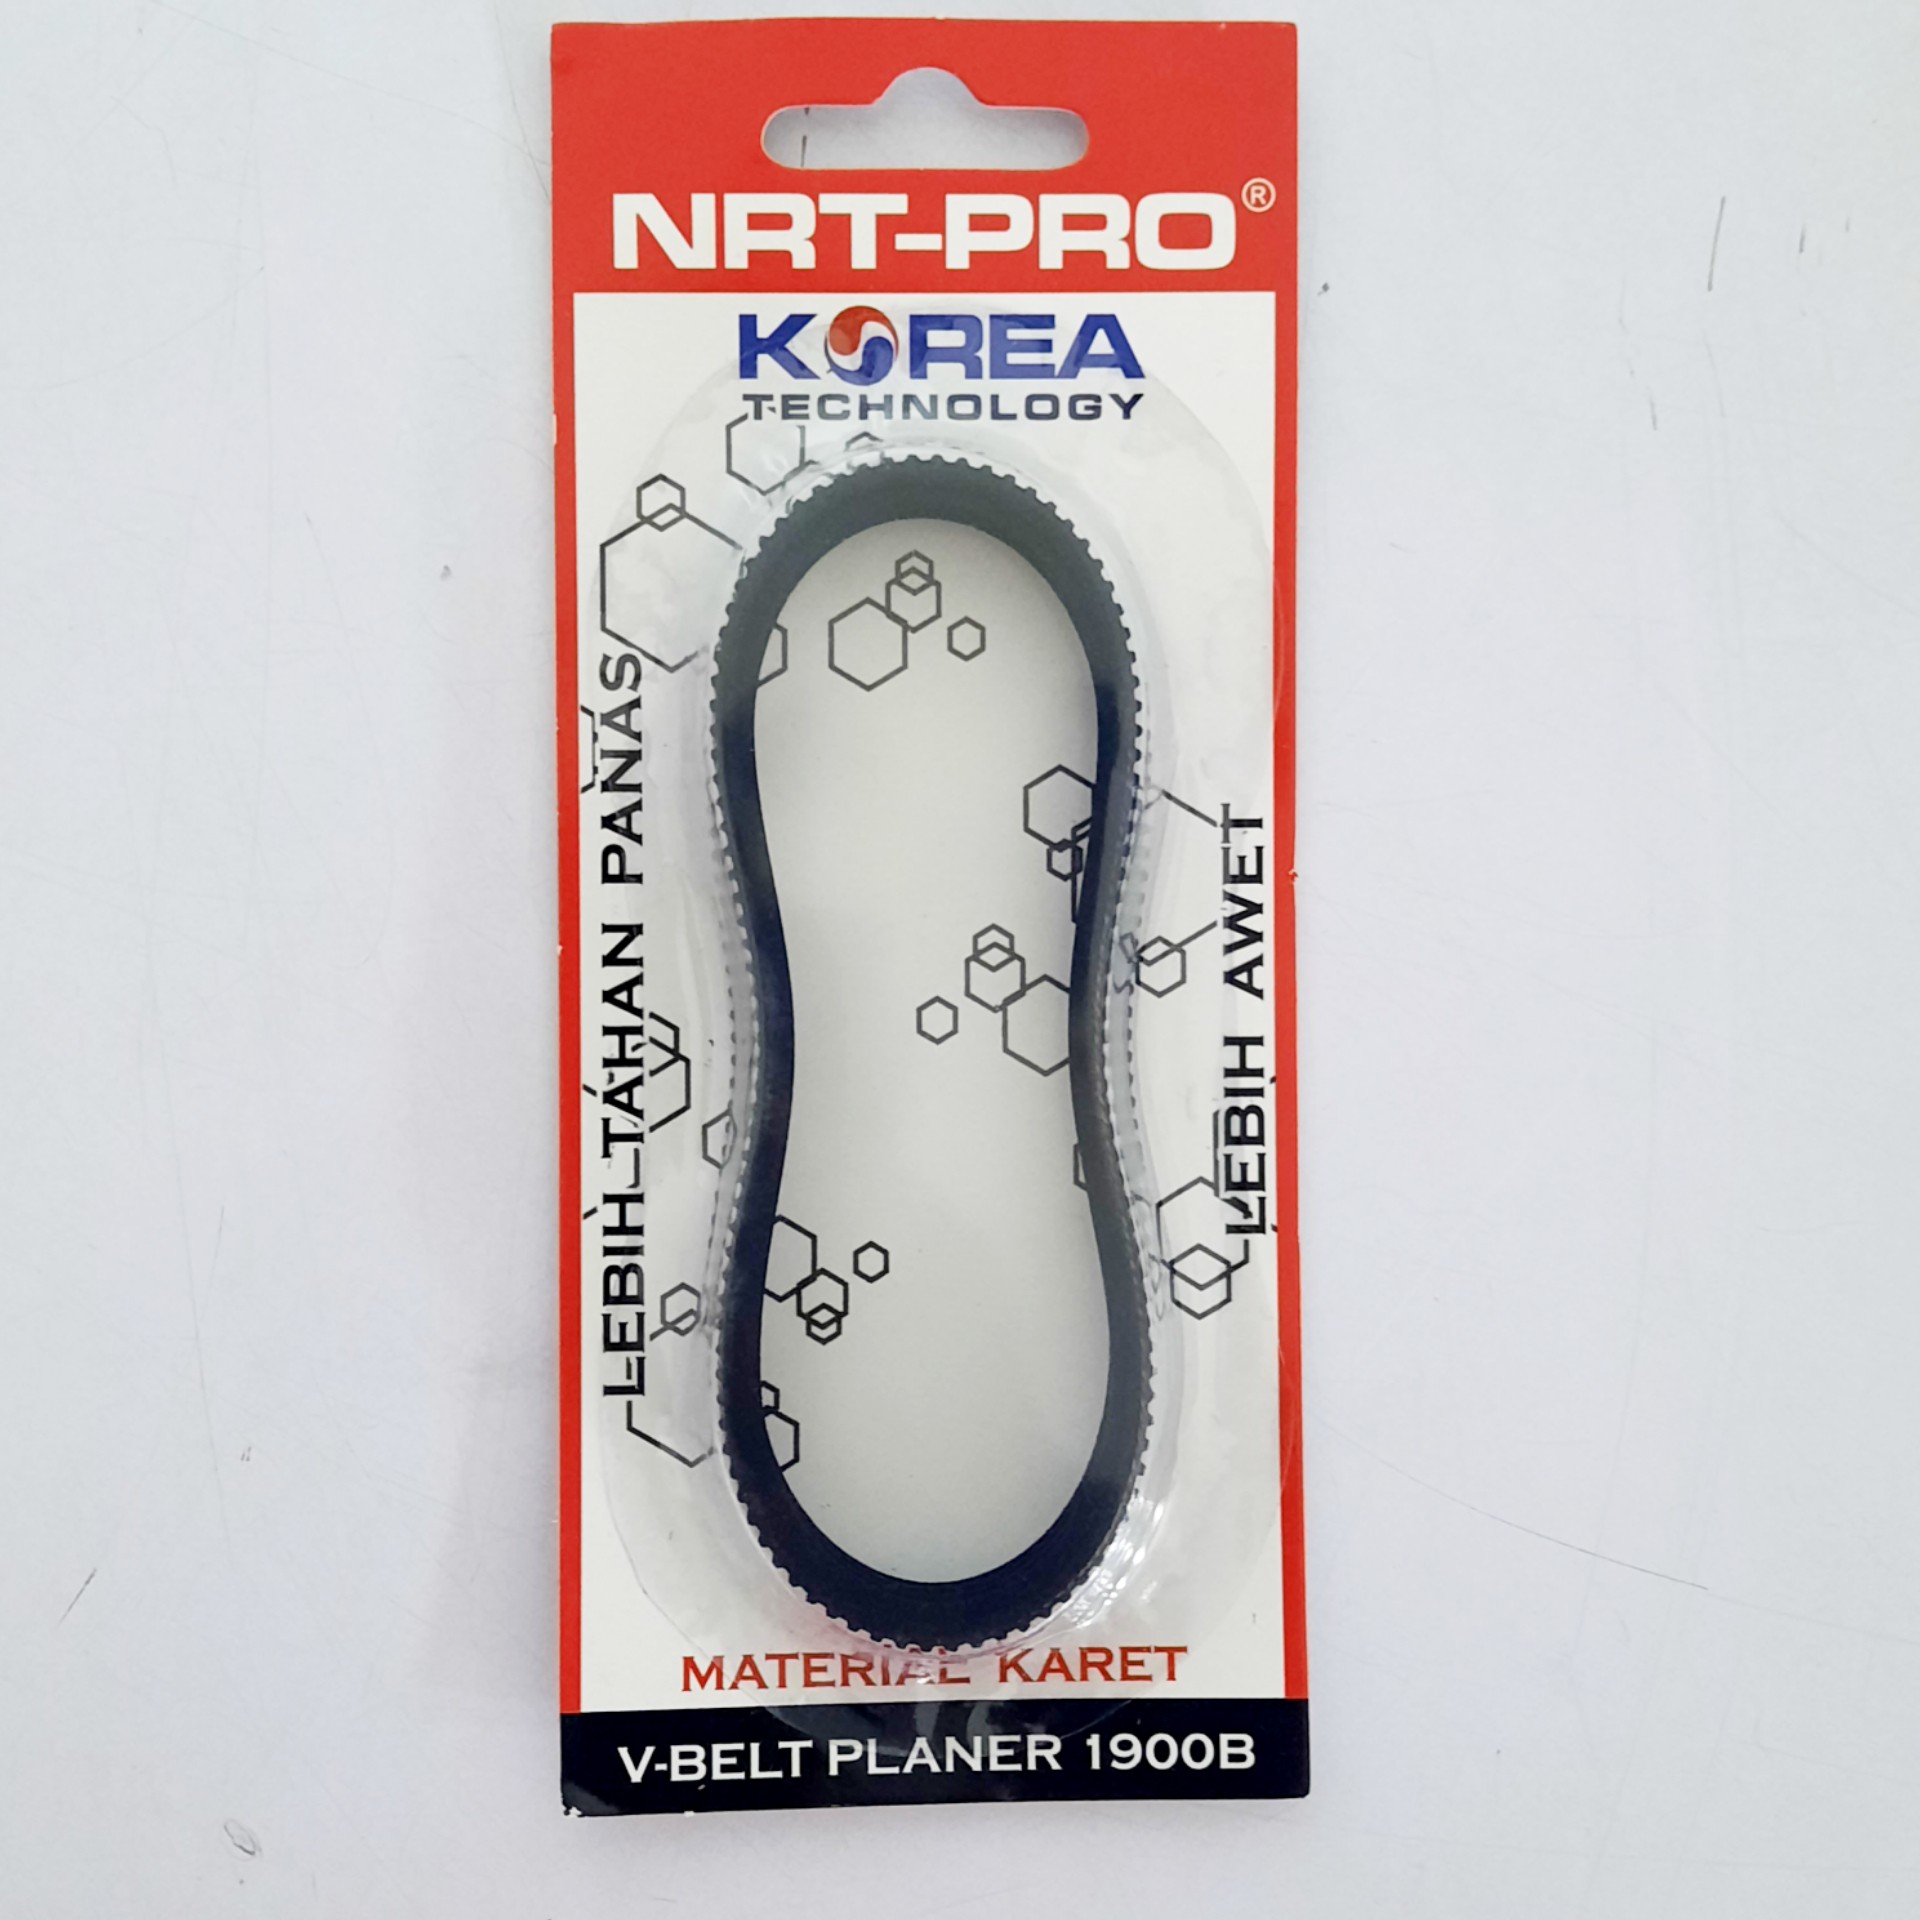 NRT-PRO®
KOREA
TECHNOLOGY
LEBIH TAHAN PANAS
LEBIH AWET
MATERIAL KARET
V-BELT PLANER 1900B